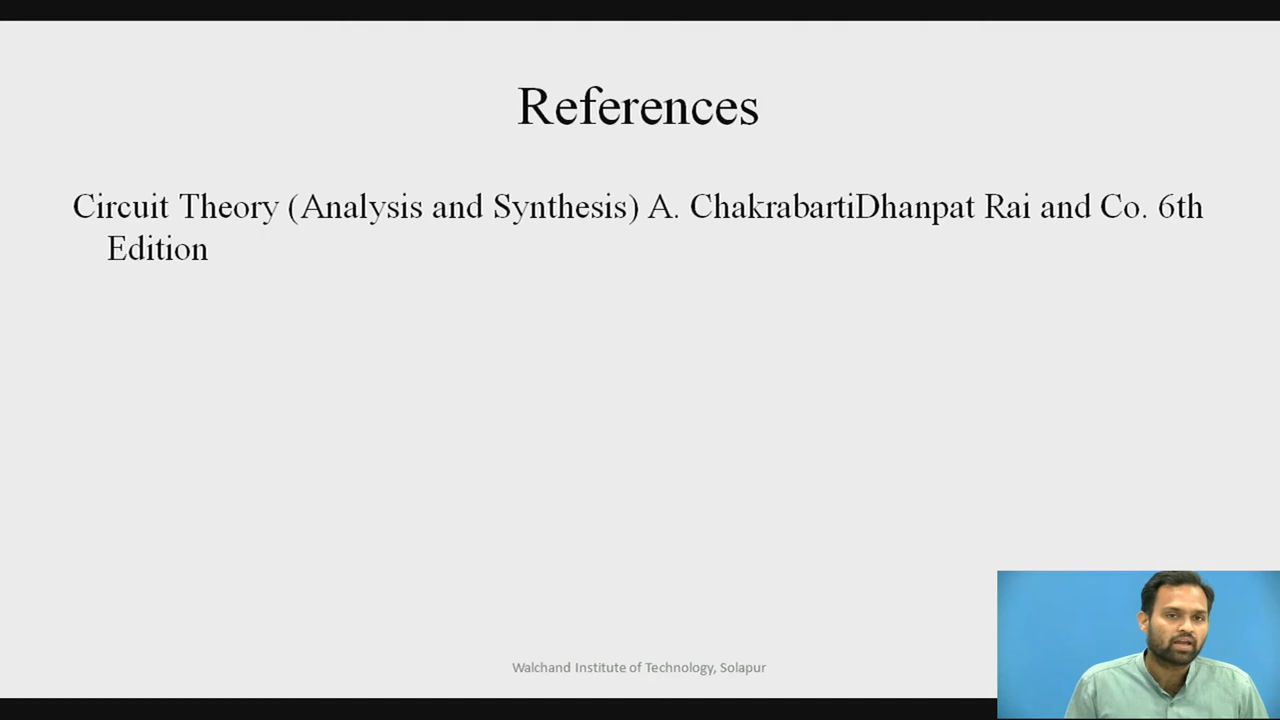 References
Circuit Theory (Analysis and Synthesis) A. ChakrabartiDhanpat Rai and Co. 6th
Edition
Walchand Institute of Technology, Solapur